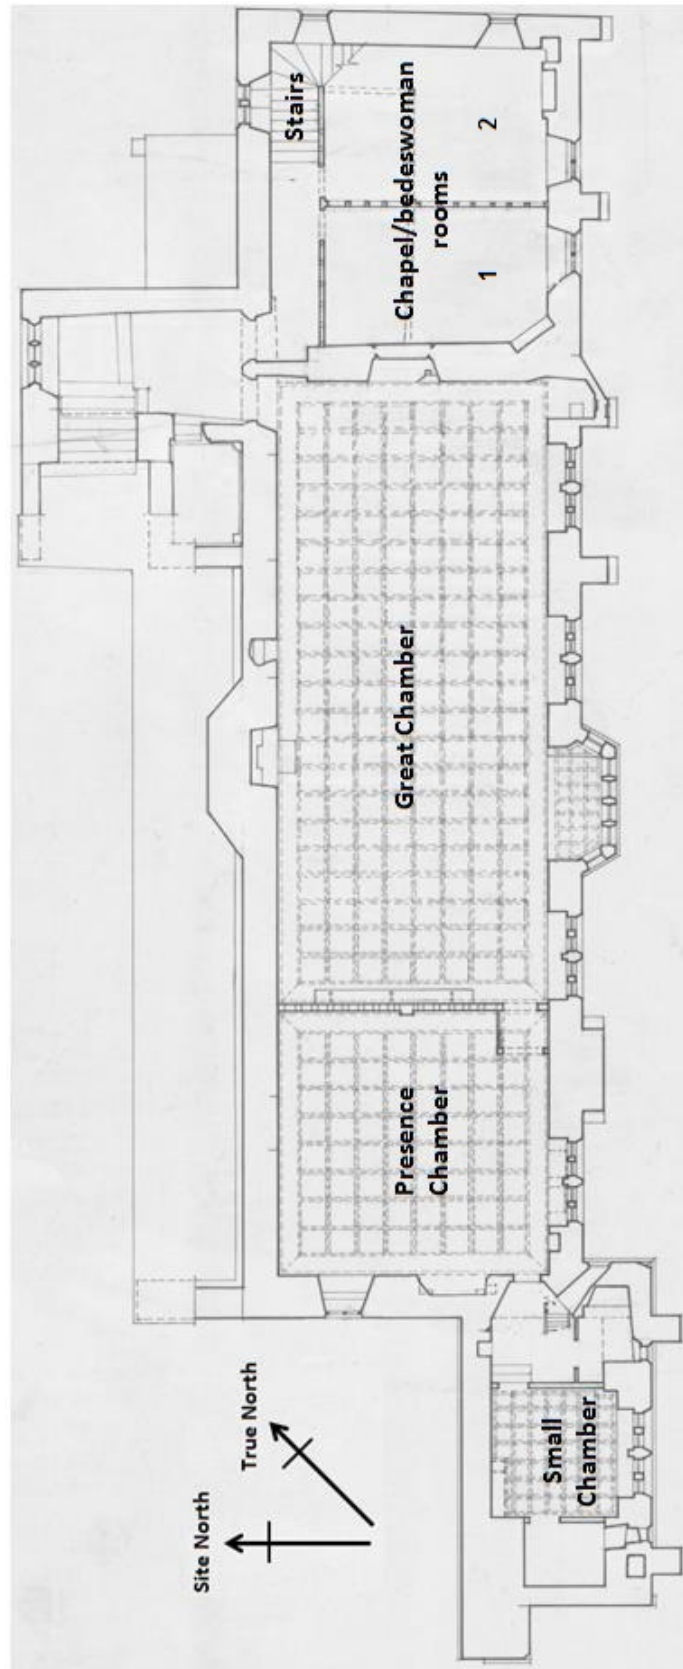 Site North
True North
Small
Chamber
Presence
Chamber
Great Chamber
Chapel/bedeswoman
rooms
1
2
Stairs